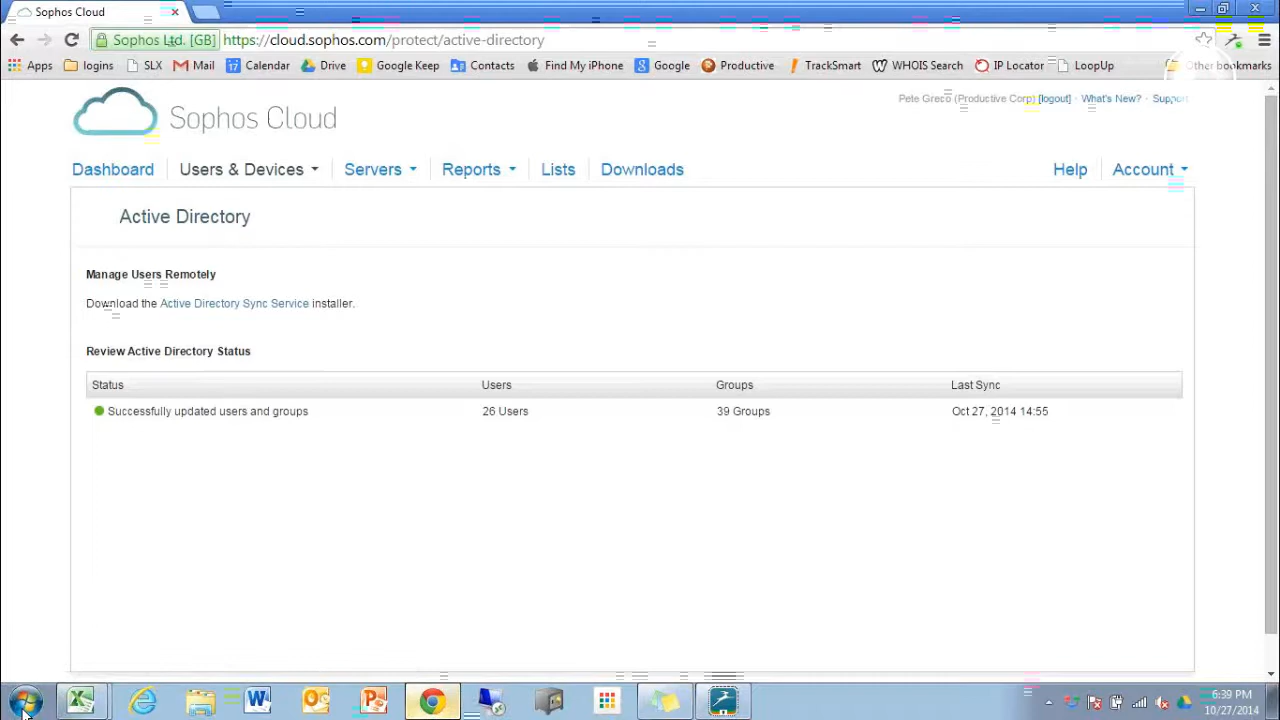 Sophos Cloud
Sophos Ltd. [GB] https://cloud.sophos.com/protect/active-directory
Apps logins SLX Mail Calendar Drive Google Keep Contacts Find My iPhone Google Productive TrackSmart WHOIS Search IP Locator LoopUp Other bookmarks
Pete Greco (Productive Corp) [logout] · What's New? · Support
Sophos Cloud
Dashboard Users & Devices Servers Reports Lists Downloads Help Account
Active Directory
Manage Users Remotely
Download the Active Directory Sync Service installer.
Review Active Directory Status
Status Users Groups Last Sync
Successfully updated users and groups 26 Users 39 Groups Oct 27, 2014 14:55
6:39 PM
10/27/2014